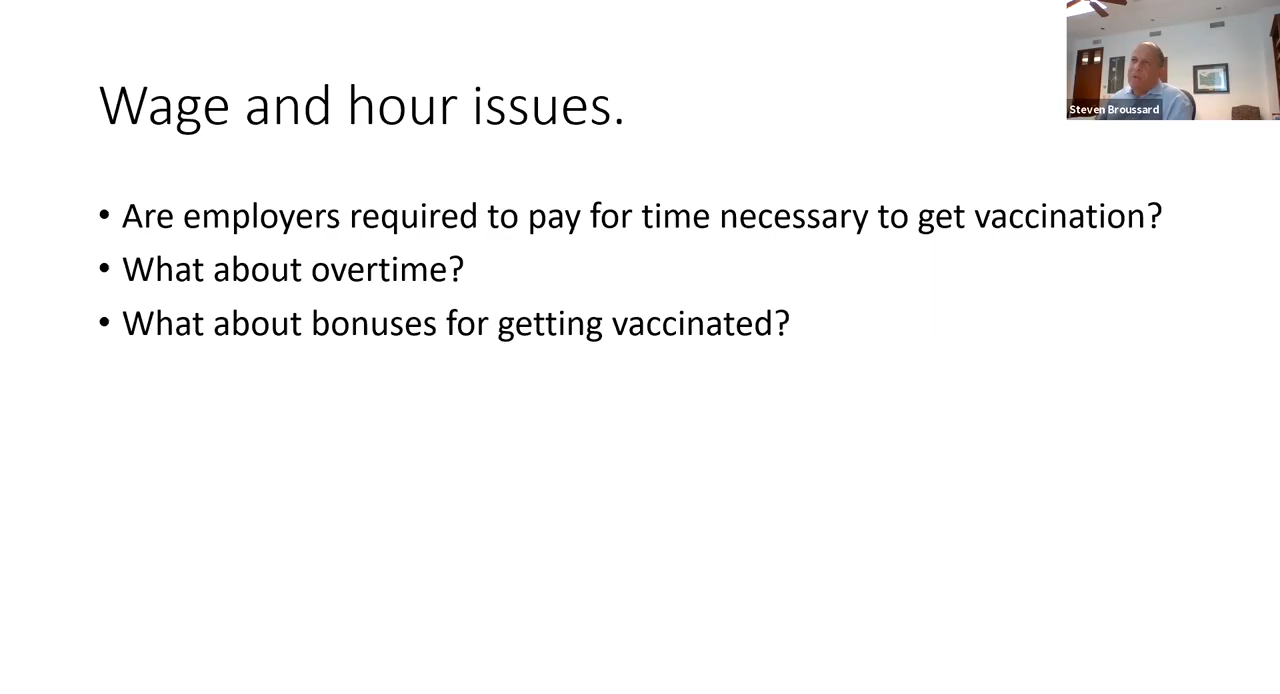 Wage and hour issues.
• Are employers required to pay for time necessary to get vaccination?
• What about overtime?
• What about bonuses for getting vaccinated?
Steven Broussard